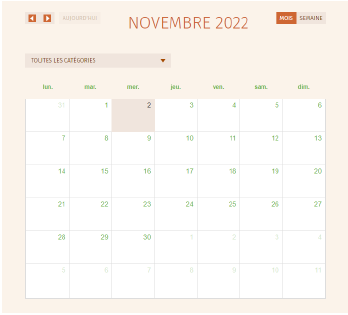 AUJOURD'HUI
NOVEMBRE 2022
MOIS SEMAINE
TOUTES LES CATÉGORIES
lun. mar. mer. jeu. ven. sam. dim.
31 1 2 3 4 5 6
7 8 9 10 11 12 13
14 15 16 17 18 19 20
21 22 23 24 25 26 27
28 29 30 1 2 3 4
5 6 7 8 9 10 11